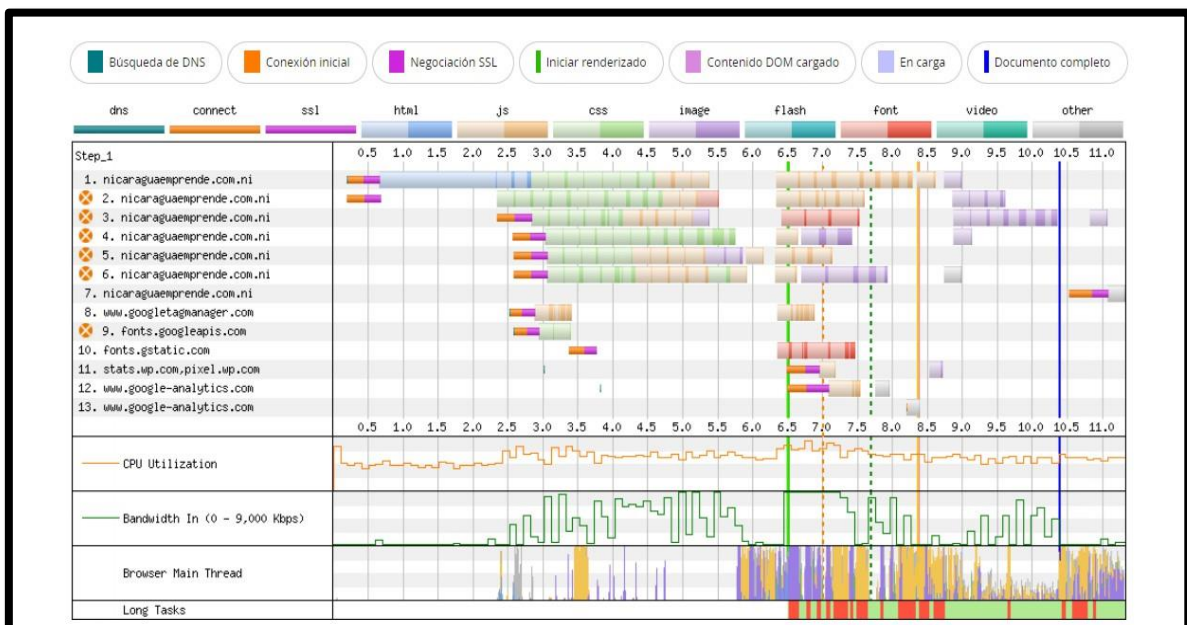 Búsqueda de DNS Conexión inicial Negociación SSL Iniciar renderizado Contenido DOM cargado En carga Documento completo
dns connect ssl html js css image flash font video other
Step_1 0.5 1.0 1.5 2.0 2.5 3.0 3.5 4.0 4.5 5.0 5.5 6.0 6.5 7.0 7.5 8.0 8.5 9.0 9.5 10.0 10.5 11.0
1. nicaraguaemprende.com.ni
2. nicaraguaemprende.com.ni
3. nicaraguaemprende.com.ni
4. nicaraguaemprende.com.ni
5. nicaraguaemprende.com.ni
6. nicaraguaemprende.com.ni
7. nicaraguaemprende.com.ni
8. www.googletagmanager.com
9. fonts.googleapis.com
10. fonts.gstatic.com
11. stats.wp.com,pixel.wp.com
12. www.google-analytics.com
13. www.google-analytics.com
0.5 1.0 1.5 2.0 2.5 3.0 3.5 4.0 4.5 5.0 5.5 6.0 6.5 7.0 7.5 8.0 8.5 9.0 9.5 10.0 10.5 11.0
CPU Utilization
Bandwidth In (0 - 9,000 Kbps)
Browser Main Thread
Long Tasks